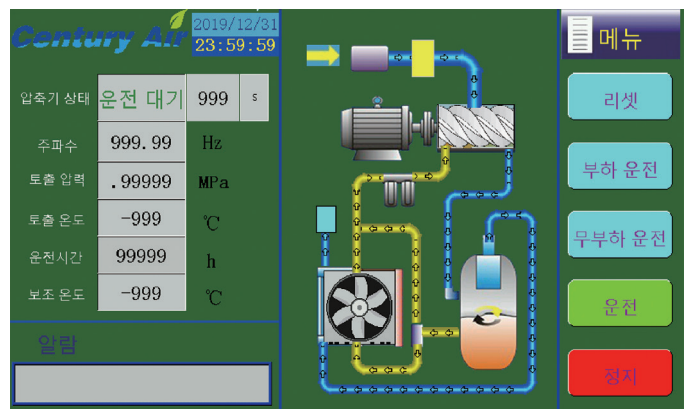 Century Air
2019/12/31
23:59:59
메뉴
압축기 상태 운전 대기 999 s
주파수 999.99 Hz
토출 압력 .99999 MPa
토출 온도 -999 ℃
운전시간 99999 h
보조 온도 -999 ℃
알람
리셋
부하 운전
무부하 운전
운전
정지